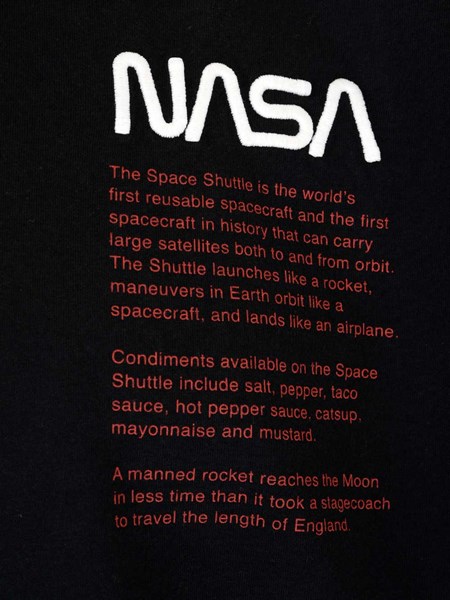 NASA
The Space Shuttle is the world's
first reusable spacecraft and the first
spacecraft in history that can carry
large satellites both to and from orbit.
The Shuttle launches like a rocket,
maneuvers in Earth orbit like a
spacecraft, and lands like an airplane.
Condiments available on the Space
Shuttle include salt, pepper, taco
sauce, hot pepper sauce, catsup,
mayonnaise and mustard.
A manned rocket reaches the Moon
in less time than it took a stagecoach
to travel the length of England.